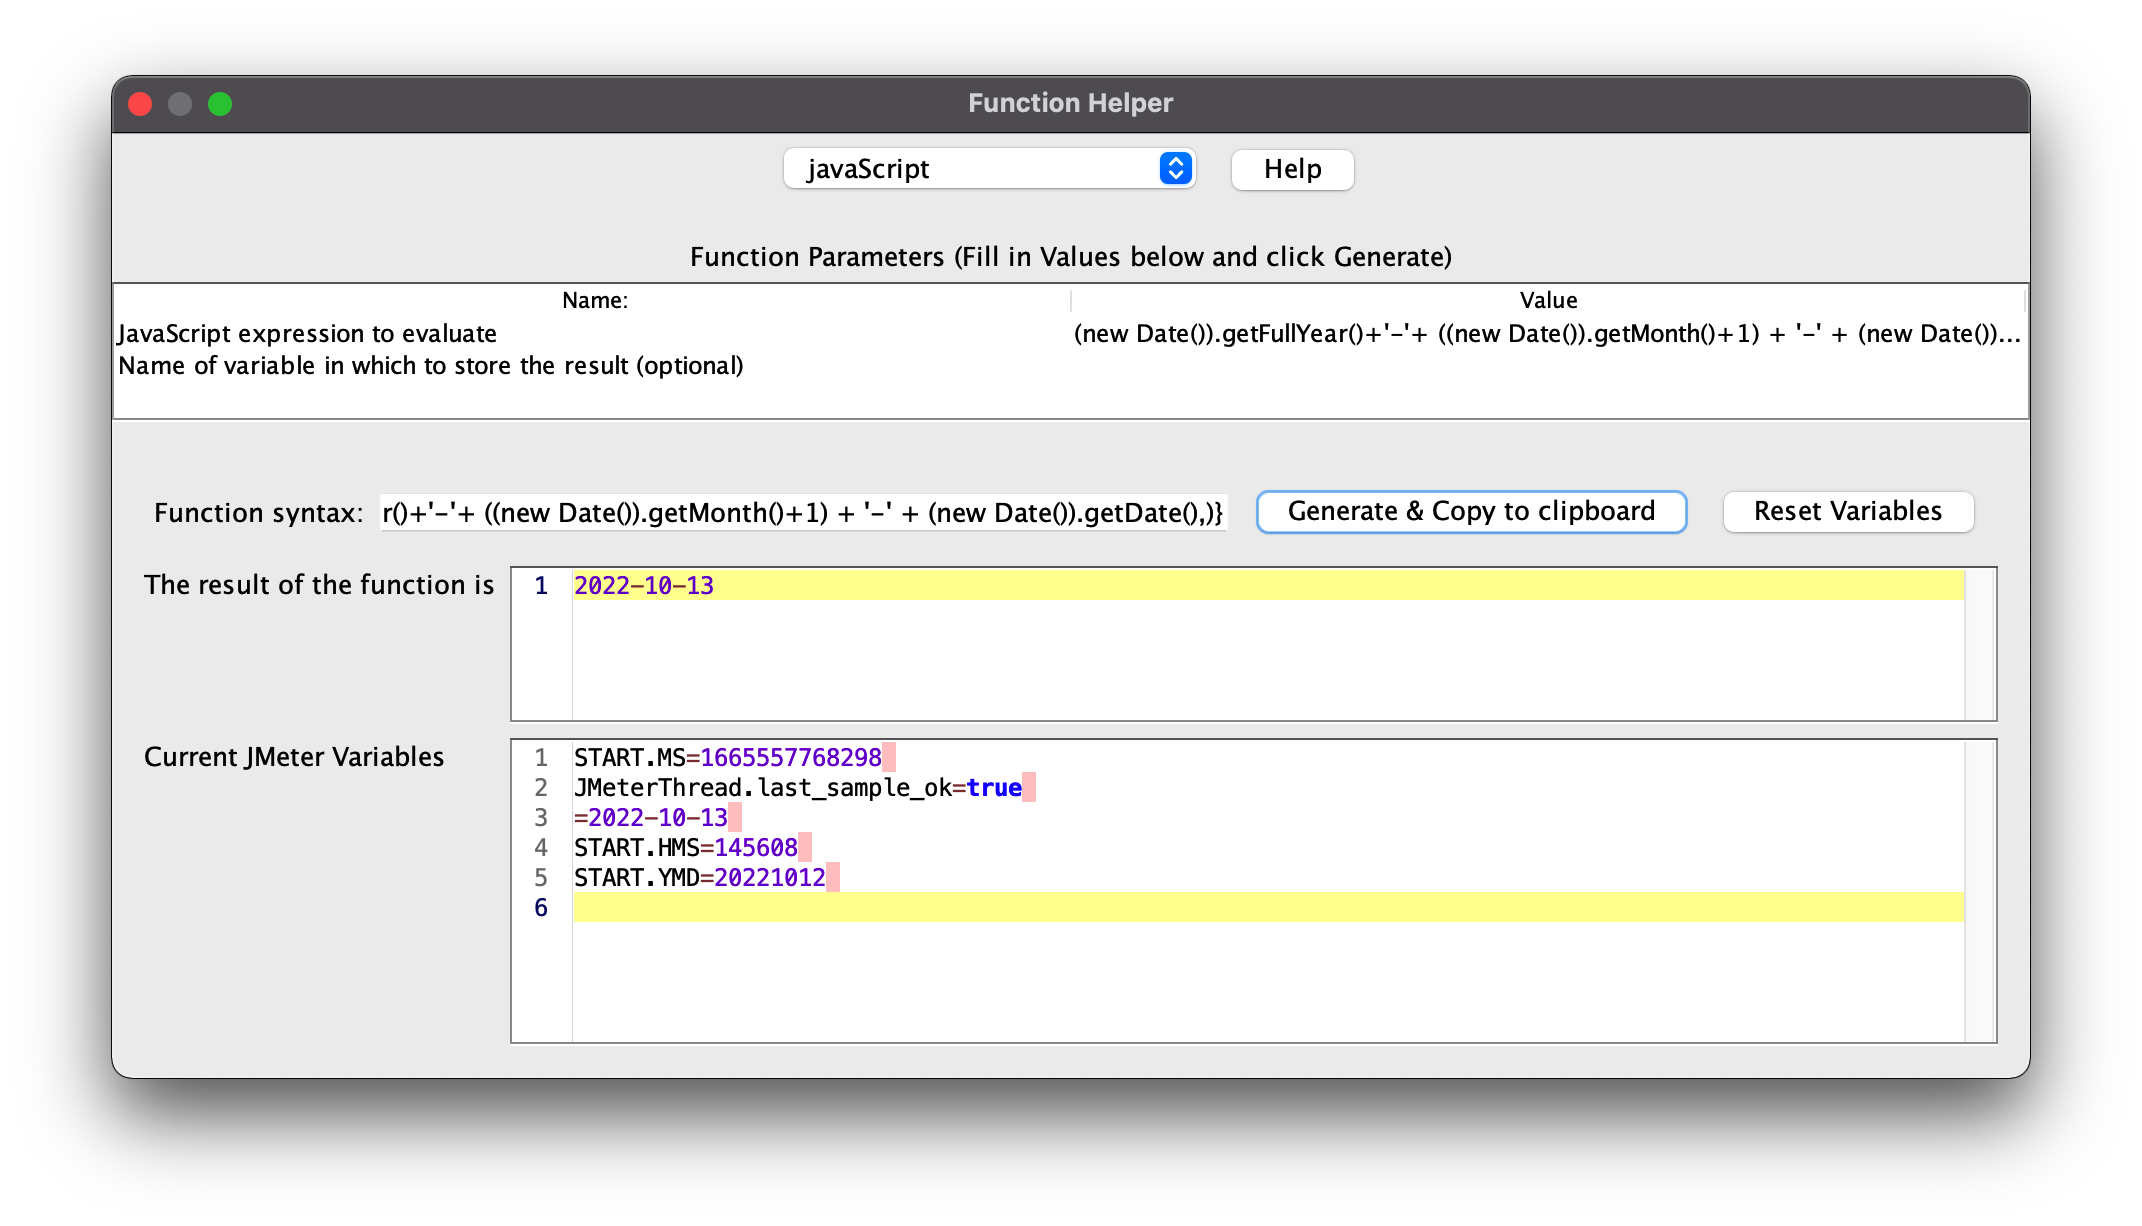 Function Helper
javaScript
Help
Function Parameters (Fill in Values below and click Generate)
Name: Value
JavaScript expression to evaluate (new Date()).getFullYear()+'-'+ ((new Date()).getMonth()+1) + '-' + (new Date())...
Name of variable in which to store the result (optional)
Function syntax: r()+'-'+ ((new Date()).getMonth()+1) + '-' + (new Date()).getDate(),)} Generate & Copy to clipboard Reset Variables
The result of the function is 1 2022-10-13
Current JMeter Variables 1 START.MS=1665557768298
2 JMeterThread.last_sample_ok=true
3 =2022-10-13
4 START.HMS=145608
5 START.YMD=20221012
6